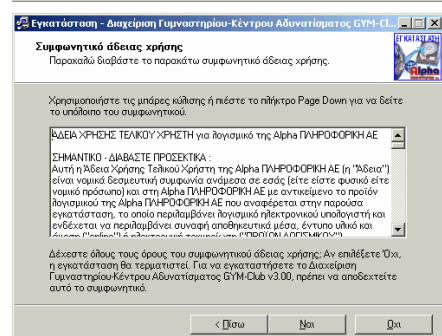 Εγκατάσταση - Διαχείριση Γυμναστηρίου-Κέντρου Αδυνατίσματος GYM-Cl...
Συμφωνητικό άδειας χρήσης
Παρακαλώ διαβάστε το παρακάτω συμφωνητικό άδειας χρήσης.
ΕΓΚΑΤΑΣΤΑΣΗ
Alpha
Χρησιμοποιήστε τις μπάρες κύλισης ή πιέστε το πλήκτρο Page Down για να δείτε
το υπόλοιπο του συμφωνητικού.
ΑΔΕΙΑ ΧΡΗΣΗΣ ΤΕΛΙΚΟΥ ΧΡΗΣΤΗ για λογισμικό της Alpha ΠΛΗΡΟΦΟΡΙΚΗ ΑΕ
ΣΗΜΑΝΤΙΚΟ - ΔΙΑΒΑΣΤΕ ΠΡΟΣΕΚΤΙΚΑ :
Αυτή η Άδεια Χρήσης Τελικού Χρήστη της Alpha ΠΛΗΡΟΦΟΡΙΚΗ ΑΕ (η "Άδεια")
είναι νομικά δεσμευτική συμφωνία ανάμεσα σε εσάς (είτε είστε φυσικό είτε
νομικό πρόσωπο) και στη Alpha ΠΛΗΡΟΦΟΡΙΚΗ ΑΕ με αντικείμενο το προϊόν
λογισμικού της Alpha ΠΛΗΡΟΦΟΡΙΚΗ ΑΕ που αναφέρεται στην παρούσα
εγκατάσταση, το οποίο περιλαμβάνει λογισμικό ηλεκτρονικού υπολογιστή και
ενδέχεται να περιλαμβάνει συναφή αποθηκευτικά μέσα, έντυπο υλικό και
άμεση ("online") ή ηλεκτρονική τεκμηρίωση ("ΠΡΟΪΟΝ ΛΟΓΙΣΜΙΚΟΥ").
Δέχεστε όλους τους όρους του συμφωνητικού άδειας χρήσης; Αν επιλέξετε Όχι,
η εγκατάσταση θα τερματιστεί. Για να εγκαταστήσετε το Διαχείριση
Γυμναστηρίου-Κέντρου Αδυνατίσματος GYM-Club v3.00, πρέπει να αποδεχτείτε
αυτό το συμφωνητικό.
< Πίσω Ναι Όχι